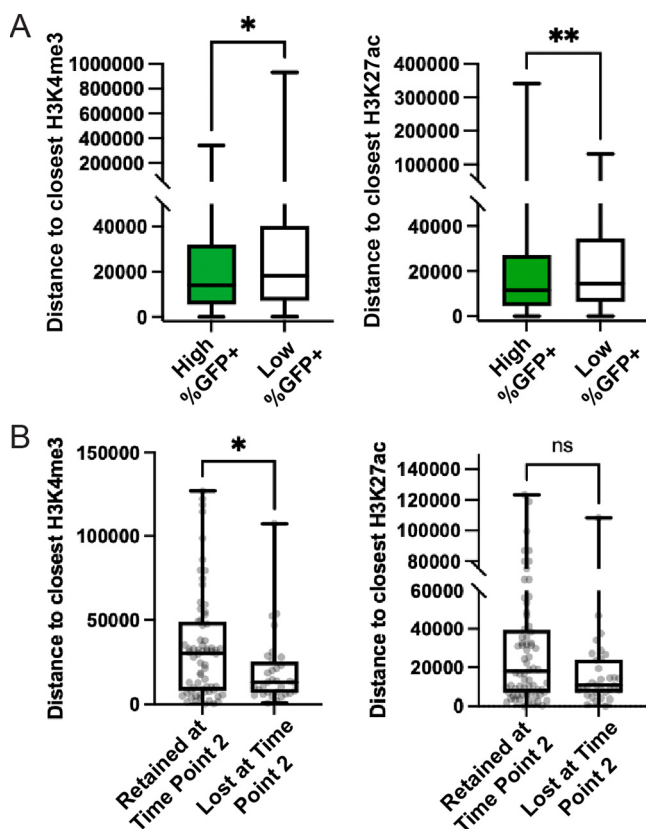 A
Distance to closest H3K4me3
1000000
800000
600000
400000
200000
40000
20000
0
*
High
%GFP+
Low
%GFP+
Distance to closest H3K27ac
400000
300000
200000
100000
40000
20000
0
**
High
%GFP+
Low
%GFP+
B
Distance to closest H3K4me3
150000
100000
50000
0
*
Retained at
Time Point 2
Lost at Time
Point 2
Distance to closest H3K27ac
140000
120000
100000
80000
60000
40000
20000
0
ns
Retained at
Time Point 2
Lost at Time
Point 2